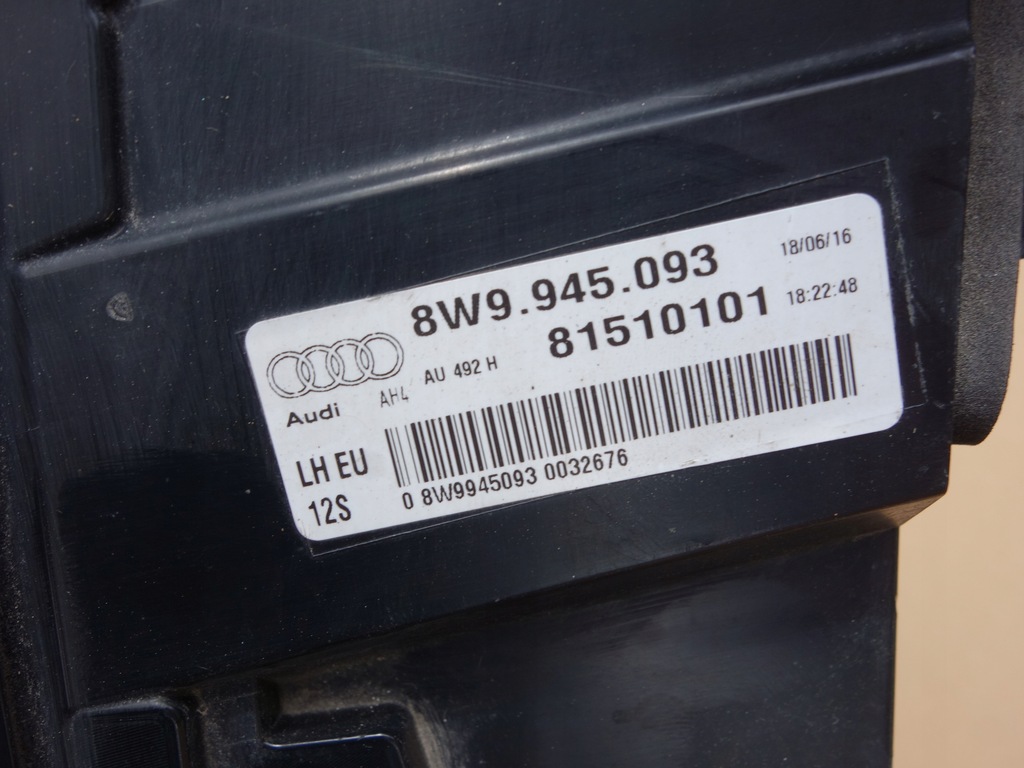 8W9.945.093 18/06/16
81510101 18:22:48
Audi AH4 AU 492 H
LH EU
12S
0 8W9945093 0032676